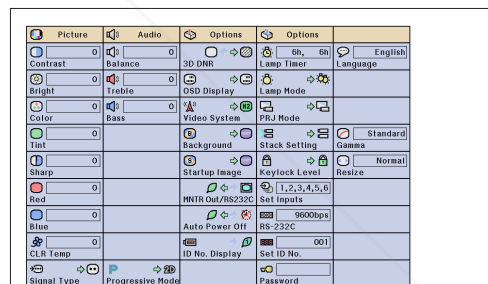 Picture Audio Options Options
0 0 6h, 6h English
Contrast Balance 3D DNR Lamp Timer Language
0 0
Bright Treble OSD Display Lamp Mode
0 0
Color Bass Video System PRJ Mode
0 B Standard
Tint Background Stack Setting Gamma
0 S Normal
Sharp Startup Image Keylock Level Resize
0 1,2,3,4,5,6
Red MNTR Out/RS232C Set Inputs
0 9600bps
Blue Auto Power Off RS-232C
0 001
CLR Temp ID No. Display Set ID No.
P
Signal Type Progressive Mode Password